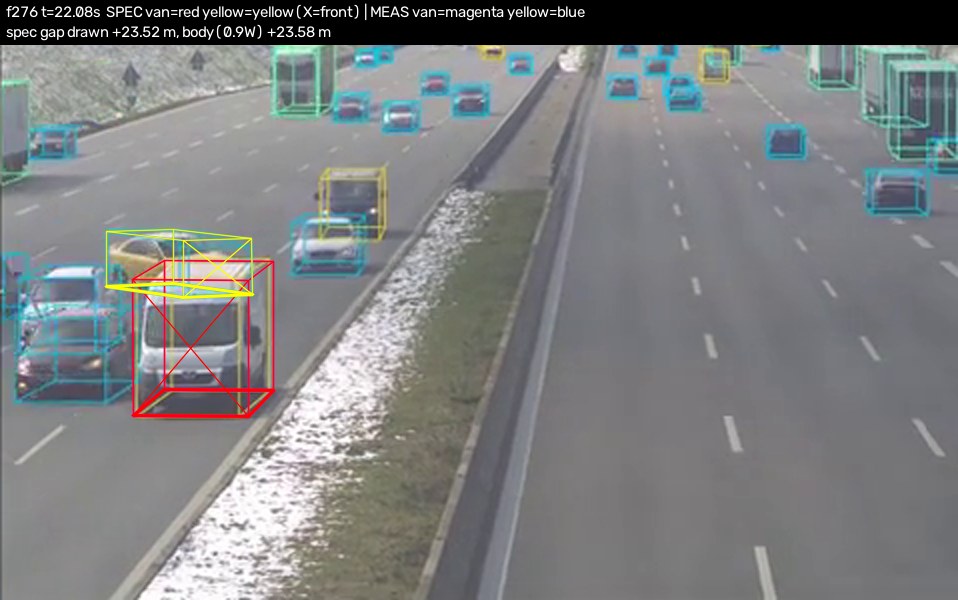 f276 t=22.08s SPEC van=red yellow=yellow (X=front) | MEAS van=magenta yellow=blue
spec gap drawn +23.52 m, body(0.9W) +23.58 m